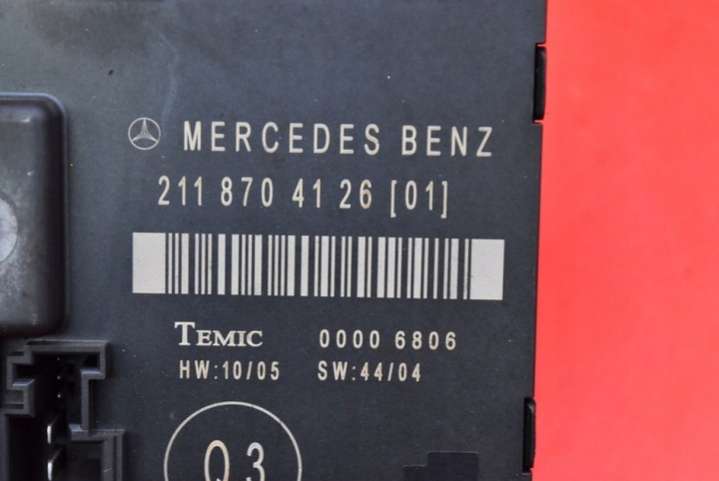 MERCEDES BENZ
211 870 41 26 [01]
TEMIC 0000 6806
HW:10/05 SW:44/04
Q3